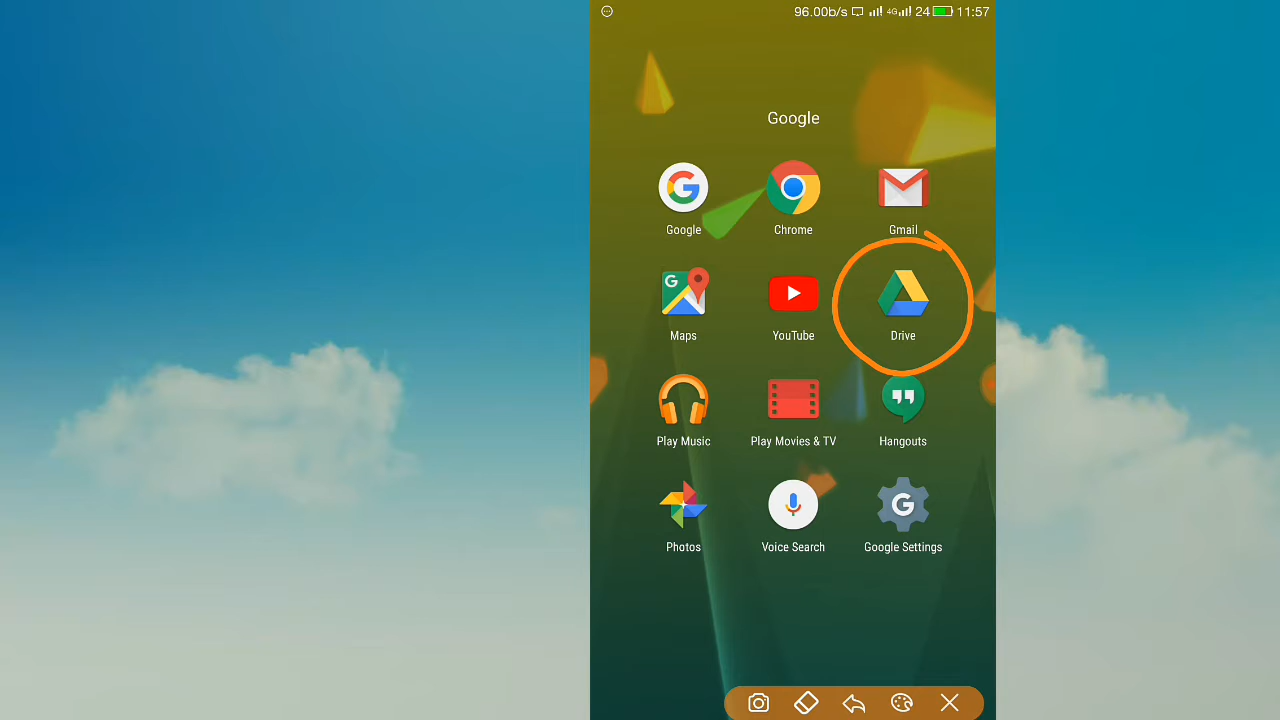 96.00b/s 4G 24 11:57
Google
Google Chrome Gmail
Maps YouTube Drive
Play Music Play Movies & TV Hangouts
Photos Voice Search Google Settings